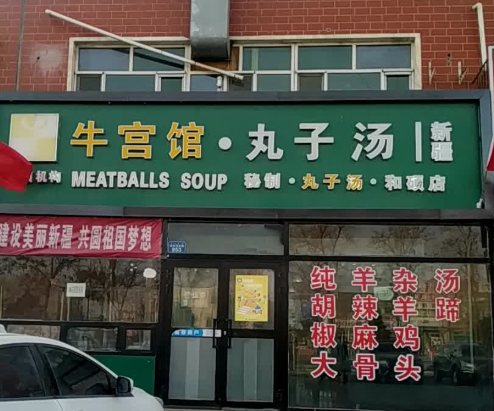 牛宫馆·丸子汤
新疆
机构
MEATBALLS SOUP 秘制·丸子汤·和硕店
建设美丽新疆·共圆祖国梦想
纯羊杂汤
胡辣羊蹄
椒麻鸡
大骨头